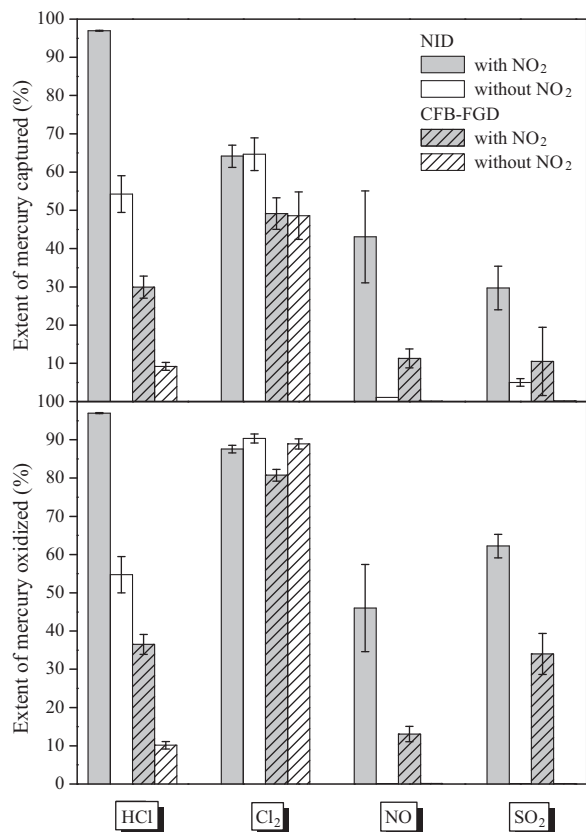 Extent of mercury captured (%)
100
90
80
70
60
50
40
30
20
10
NID
with NO₂
without NO₂
CFB-FGD
with NO₂
without NO₂
Extent of mercury oxidized (%)
100
90
80
70
60
50
40
30
20
10
0
HCl Cl₂ NO SO₂